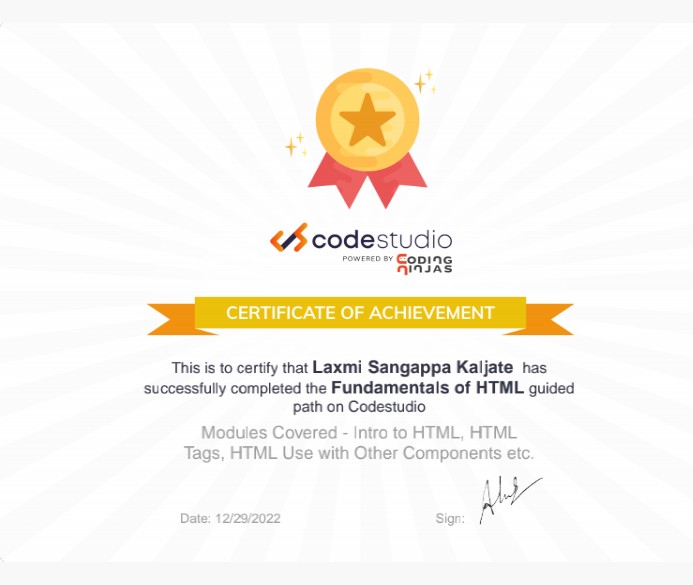 codestudio
POWERED BY CODING
NINJAS
CERTIFICATE OF ACHIEVEMENT
This is to certify that Laxmi Sangappa Kaljate has
successfully completed the Fundamentals of HTML guided
path on Codestudio
Modules Covered - Intro to HTML, HTML
Tags, HTML Use with Other Components etc.
Date: 12/29/2022 Sign: